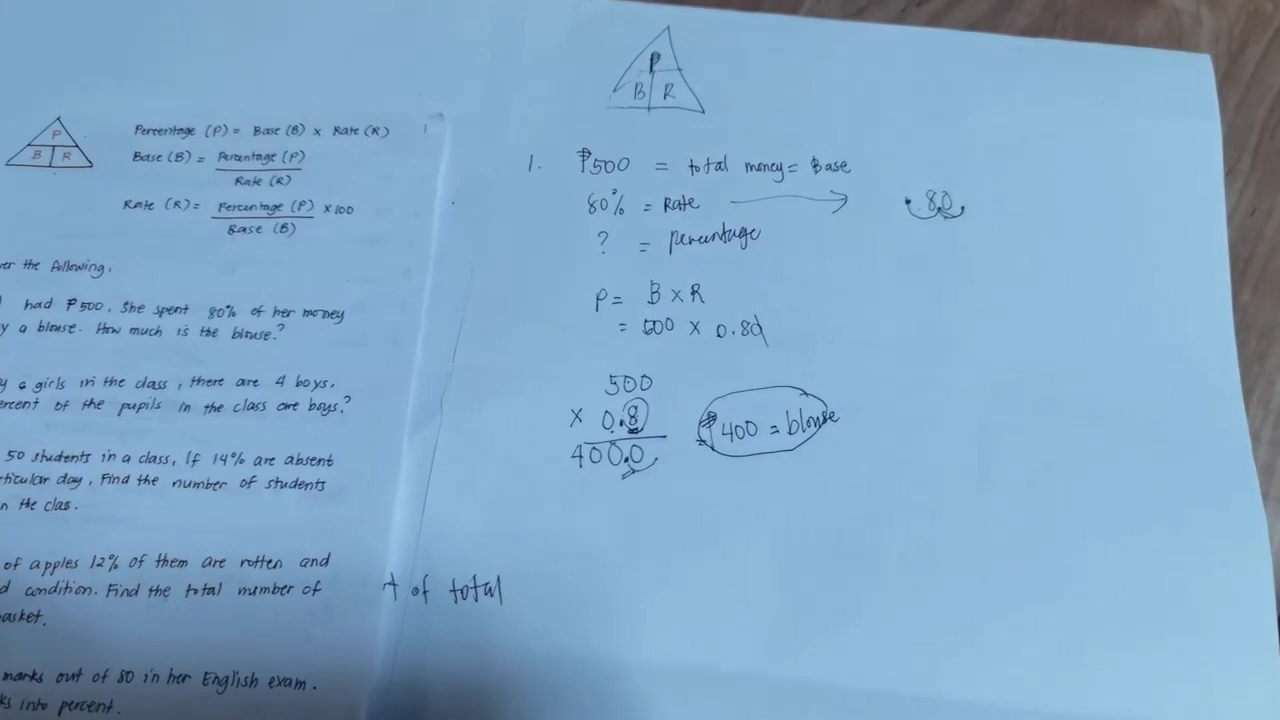 P
B R
Percentage (P) = Base (B) x Rate (R)
Base (B) = Percentage (P)
Rate (R)
Rate (R) = Percentage (P) x 100
Base (B)
the following.
had ₱500. She spent 80% of her money
a blouse. How much is the blouse?
6 girls in the class, there are 4 boys.
of the pupils in the class are boys?
50 students in a class, If 14% are absent
day, Find the number of students
the clas.
of apples 12% of them are rotten and
condition. Find the total number of
marks out of 80 in her English exam.
into percent.
of total
P
B R
1. ₱500 = total money = Base
80% = Rate .80
? = percentage
P = B x R
= 500 x 0.80
500
x 0.8
400.0
₱400 = blouse